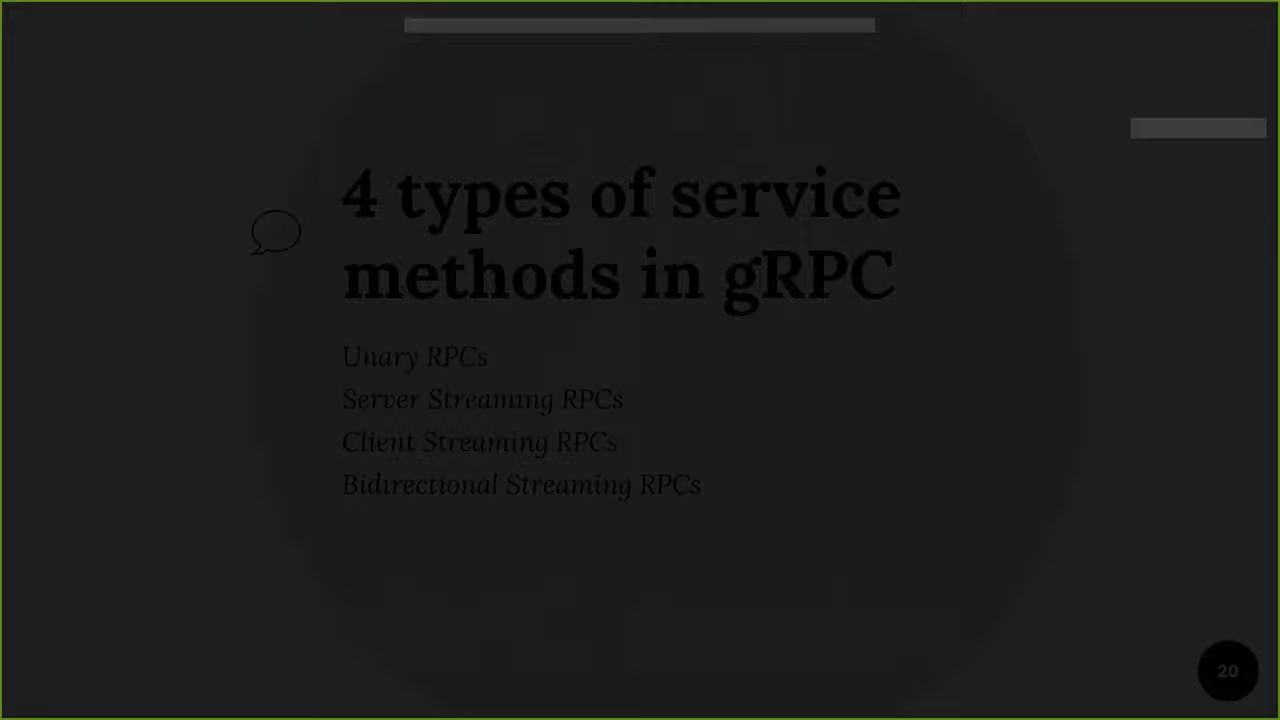 4 types of service
methods in gRPC
Unary RPCs
Server Streaming RPCs
Client Streaming RPCs
Bidirectional Streaming RPCs
20